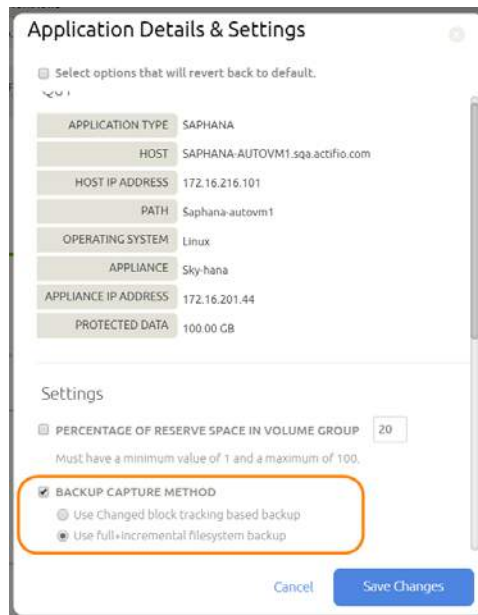 Application Details & Settings
Select options that will revert back to default.
APPLICATION TYPE SAPHANA
HOST SAPHANA-AUTOVM1.sqa.actifio.com
HOST IP ADDRESS 172.16.216.101
PATH Saphana-autovm1
OPERATING SYSTEM Linux
APPLIANCE Sky-hana
APPLIANCE IP ADDRESS 172.16.201.44
PROTECTED DATA 100.00 GB
Settings
PERCENTAGE OF RESERVE SPACE IN VOLUME GROUP 20
Must have a minimum value of 1 and a maximum of 100.
BACKUP CAPTURE METHOD
Use Changed block tracking based backup
Use full+incremental filesystem backup
Cancel Save Changes